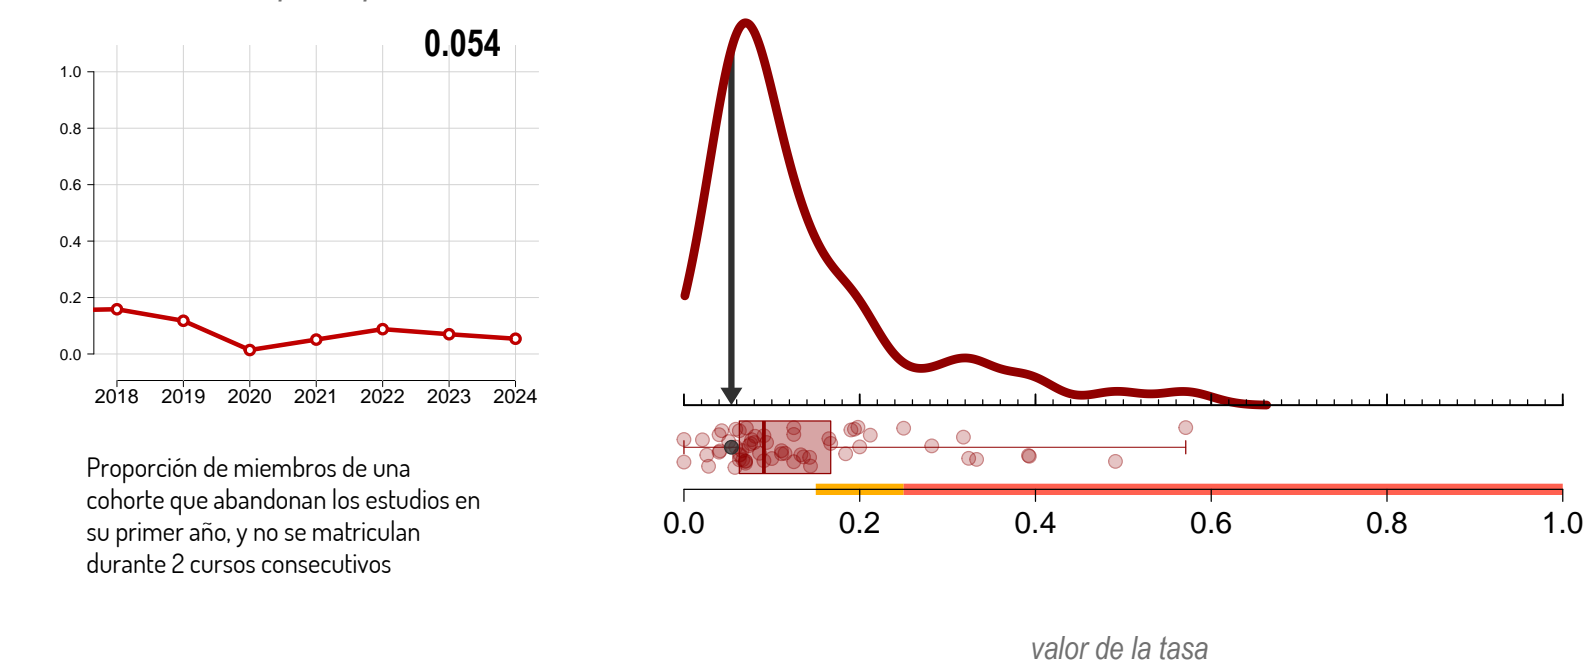 0.054
1.0
0.8
0.6
0.4
0.2
0.0
2018 2019 2020 2021 2022 2023 2024
Proporción de miembros de una
cohorte que abandonan los estudios en
su primer año, y no se matriculan
durante 2 cursos consecutivos
0.0 0.2 0.4 0.6 0.8 1.0
valor de la tasa